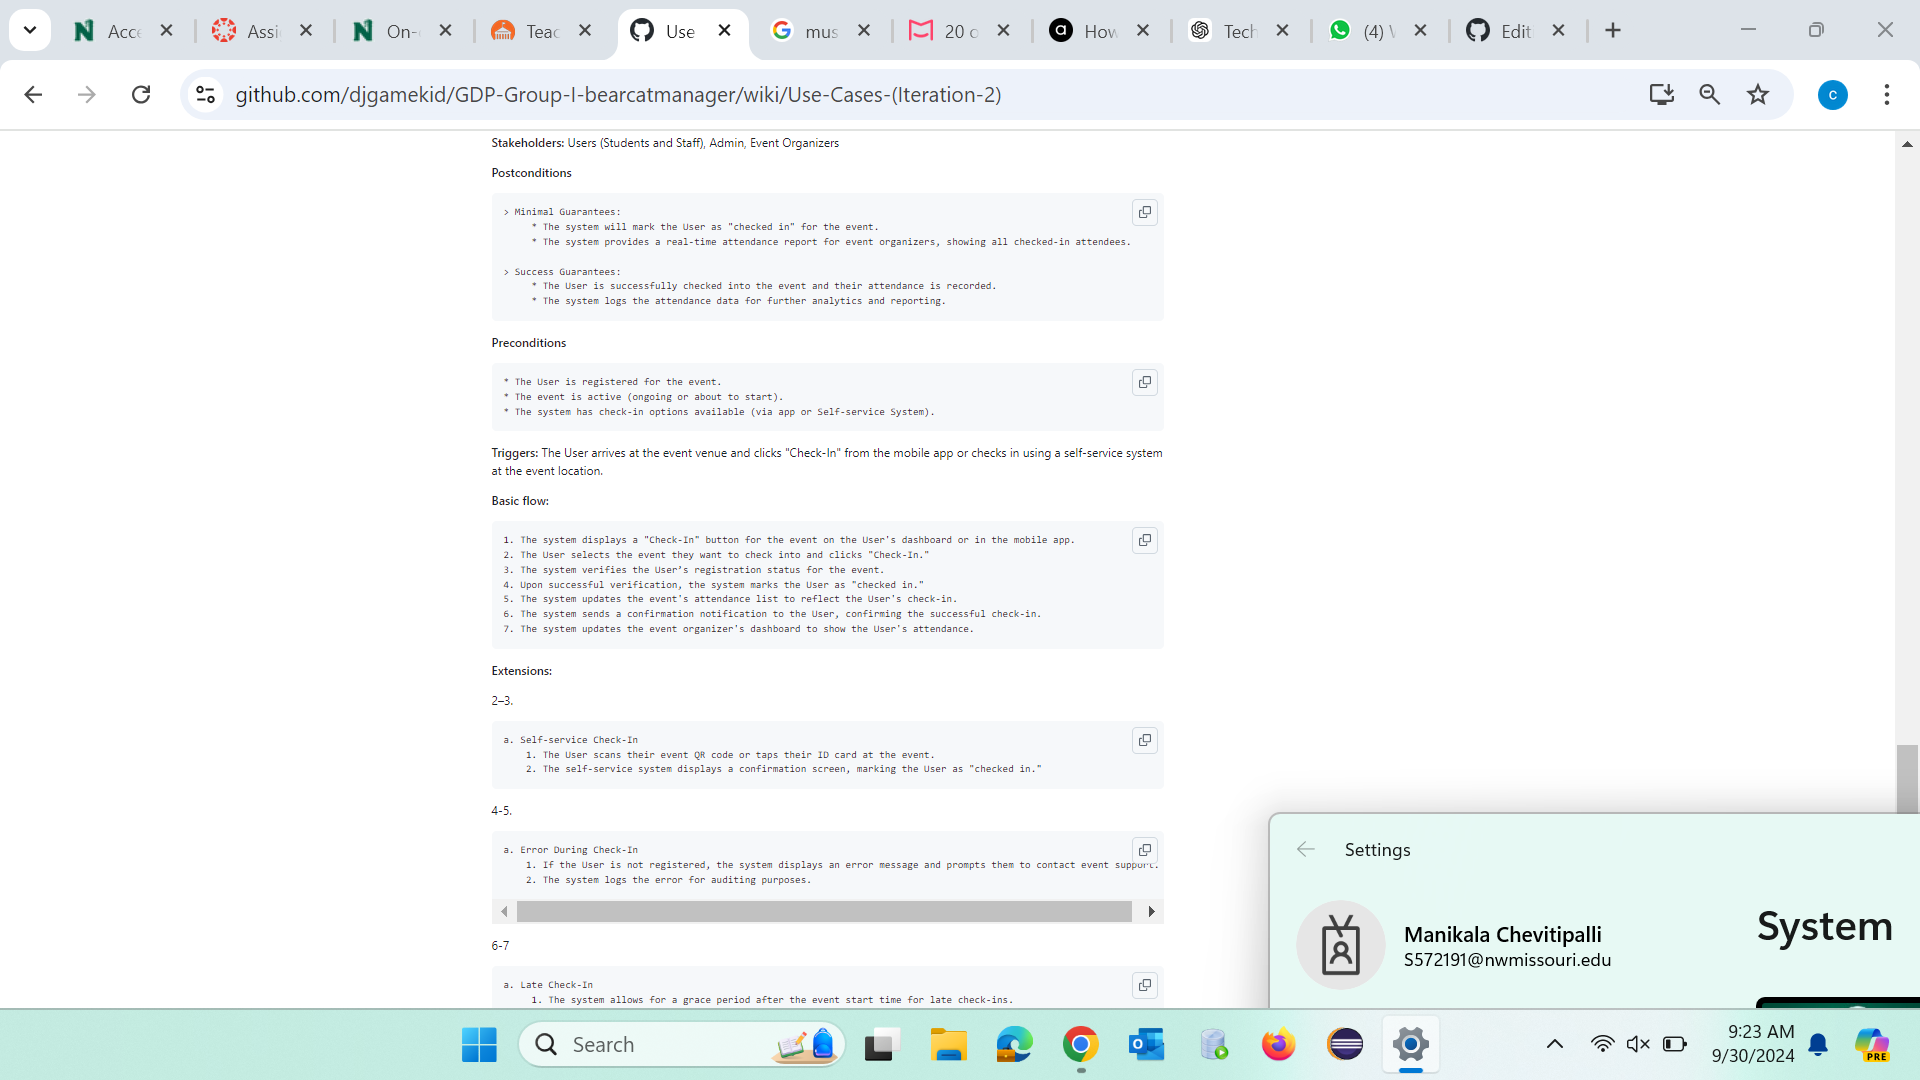 Acce
Assi
On-
Teac
Use
mus
20 o
How
Tech
(4) W
Edit
github.com/djgamekid/GDP-Group-I-bearcatmanager/wiki/Use-Cases-(Iteration-2)
c
Stakeholders: Users (Students and Staff), Admin, Event Organizers
Postconditions
> Minimal Guarantees:
* The system will mark the User as "checked in" for the event.
* The system provides a real-time attendance report for event organizers, showing all checked-in attendees.
> Success Guarantees:
* The User is successfully checked into the event and their attendance is recorded.
* The system logs the attendance data for further analytics and reporting.
Preconditions
* The User is registered for the event.
* The event is active (ongoing or about to start).
* The system has check-in options available (via app or Self-service System).
Triggers: The User arrives at the event venue and clicks "Check-In" from the mobile app or checks in using a self-service system
at the event location.
Basic flow:
1. The system displays a "Check-In" button for the event on the User's dashboard or in the mobile app.
2. The User selects the event they want to check into and clicks "Check-In."
3. The system verifies the User’s registration status for the event.
4. Upon successful verification, the system marks the User as "checked in."
5. The system updates the event's attendance list to reflect the User's check-in.
6. The system sends a confirmation notification to the User, confirming the successful check-in.
7. The system updates the event organizer's dashboard to show the User's attendance.
Extensions:
2–3.
a. Self-service Check-In
1. The User scans their event QR code or taps their ID card at the event.
2. The self-service system displays a confirmation screen, marking the User as "checked in."
4-5.
a. Error During Check-In
1. If the User is not registered, the system displays an error message and prompts them to contact event support.
2. The system logs the error for auditing purposes.
6-7
a. Late Check-In
1. The system allows for a grace period after the event start time for late check-ins.
Settings
Manikala Chevitipalli
S572191@nwmissouri.edu
System
Search
9:23 AM
9/30/2024
PRE